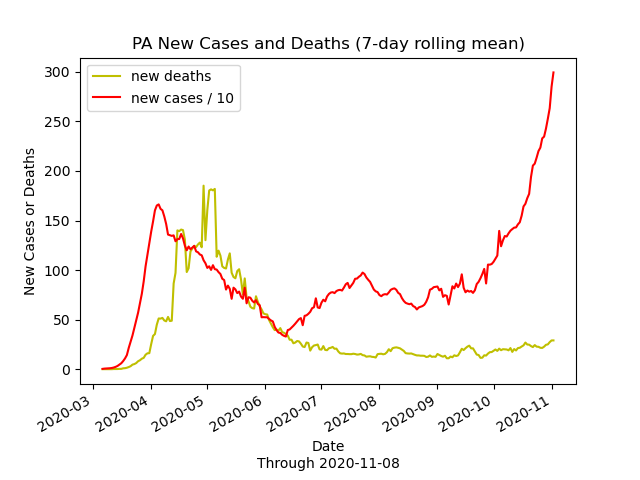 PA New Cases and Deaths (7-day rolling mean)
new deaths
new cases / 10
New Cases or Deaths
300
250
200
150
100
50
0
2020-03
2020-04
2020-05
2020-06
2020-07
2020-08
2020-09
2020-10
2020-11
Date
Through 2020-11-08